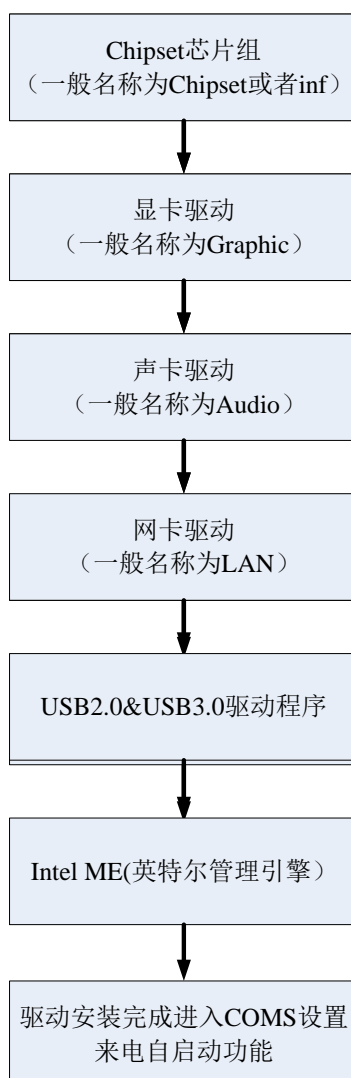 Chipset芯片组
（一般名称为Chipset或者inf）
显卡驱动
（一般名称为Graphic）
声卡驱动
（一般名称为Audio）
网卡驱动
（一般名称为LAN）
USB2.0&USB3.0驱动程序
Intel ME(英特尔管理引擎）
驱动安装完成进入COMS设置
来电自启动功能